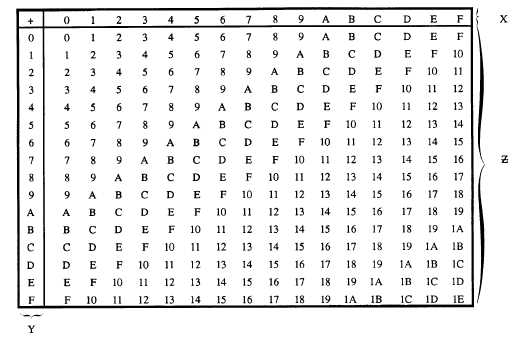 + 0 1 2 3 4 5 6 7 8 9 A B C D E F X
0 0 1 2 3 4 5 6 7 8 9 A B C D E F
1 1 2 3 4 5 6 7 8 9 A B C D E F 10
2 2 3 4 5 6 7 8 9 A B C D E F 10 11
3 3 4 5 6 7 8 9 A B C D E F 10 11 12
4 4 5 6 7 8 9 A B C D E F 10 11 12 13
5 5 6 7 8 9 A B C D E F 10 11 12 13 14
6 6 7 8 9 A B C D E F 10 11 12 13 14 15
7 7 8 9 A B C D E F 10 11 12 13 14 15 16 Z
8 8 9 A B C D E F 10 11 12 13 14 15 16 17
9 9 A B C D E F 10 11 12 13 14 15 16 17 18
A A B C D E F 10 11 12 13 14 15 16 17 18 19
B B C D E F 10 11 12 13 14 15 16 17 18 19 1A
C C D E F 10 11 12 13 14 15 16 17 18 19 1A 1B
D D E F 10 11 12 13 14 15 16 17 18 19 1A 1B 1C
E E F 10 11 12 13 14 15 16 17 18 19 1A 1B 1C 1D
F F 10 11 12 13 14 15 16 17 18 19 1A 1B 1C 1D 1E
Y